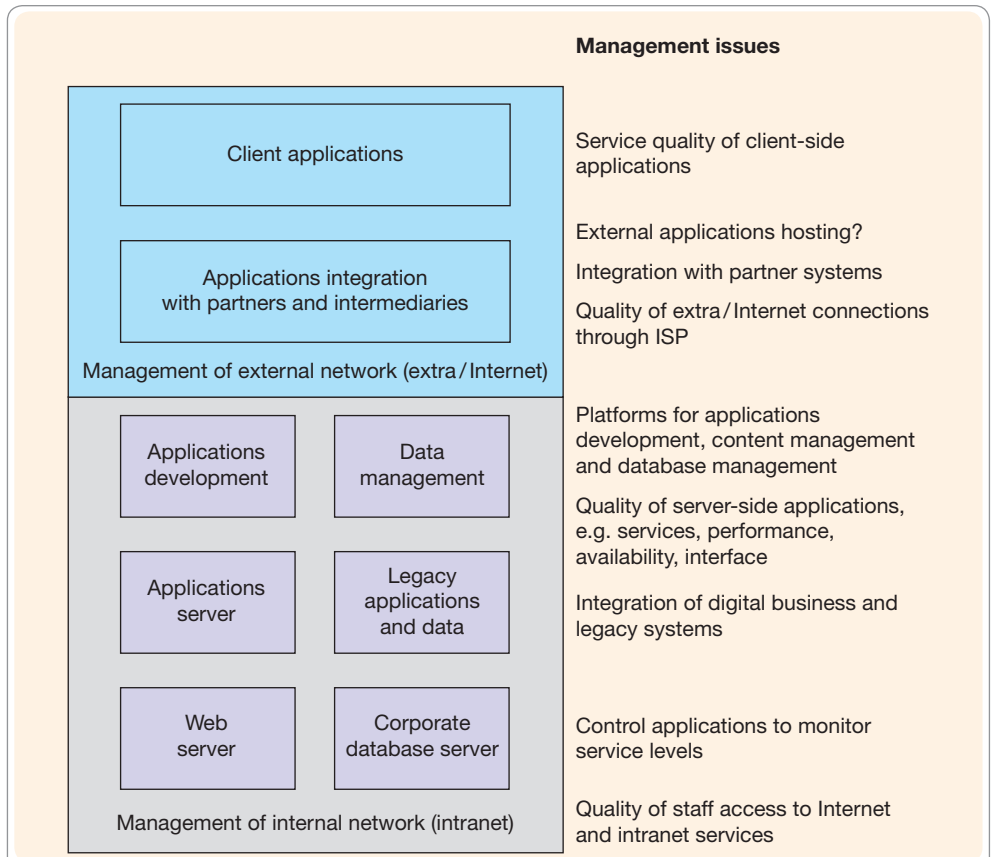 Management issues
Client applications
Service quality of client-side
applications
External applications hosting?
Applications integration
with partners and intermediaries
Integration with partner systems
Quality of extra/Internet connections
through ISP
Management of external network (extra/Internet)
Applications
development
Data
management
Platforms for applications
development, content management
and database management
Quality of server-side applications,
e.g. services, performance,
availability, interface
Applications
server
Legacy
applications
and data
Integration of digital business and
legacy systems
Web
server
Corporate
database server
Control applications to monitor
service levels
Management of internal network (intranet)
Quality of staff access to Internet
and intranet services